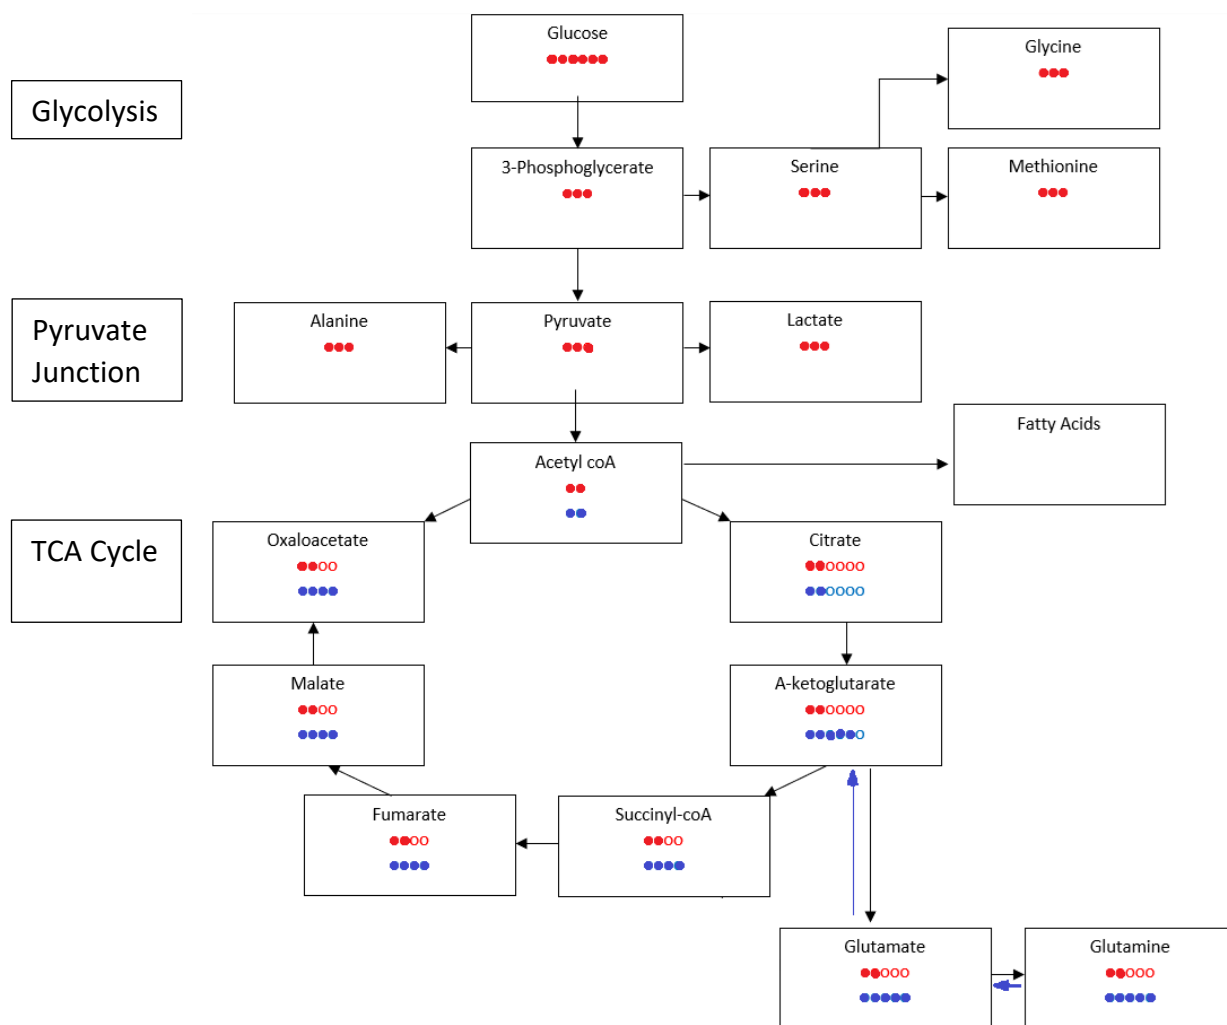 Glucose
Glycine
Glycolysis
3-Phosphoglycerate
Serine
Methionine
Pyruvate
Junction
Alanine
Pyruvate
Lactate
Fatty Acids
Acetyl coA
TCA Cycle
Oxaloacetate
Citrate
Malate
A-ketoglutarate
Fumarate
Succinyl-coA
Glutamate
Glutamine